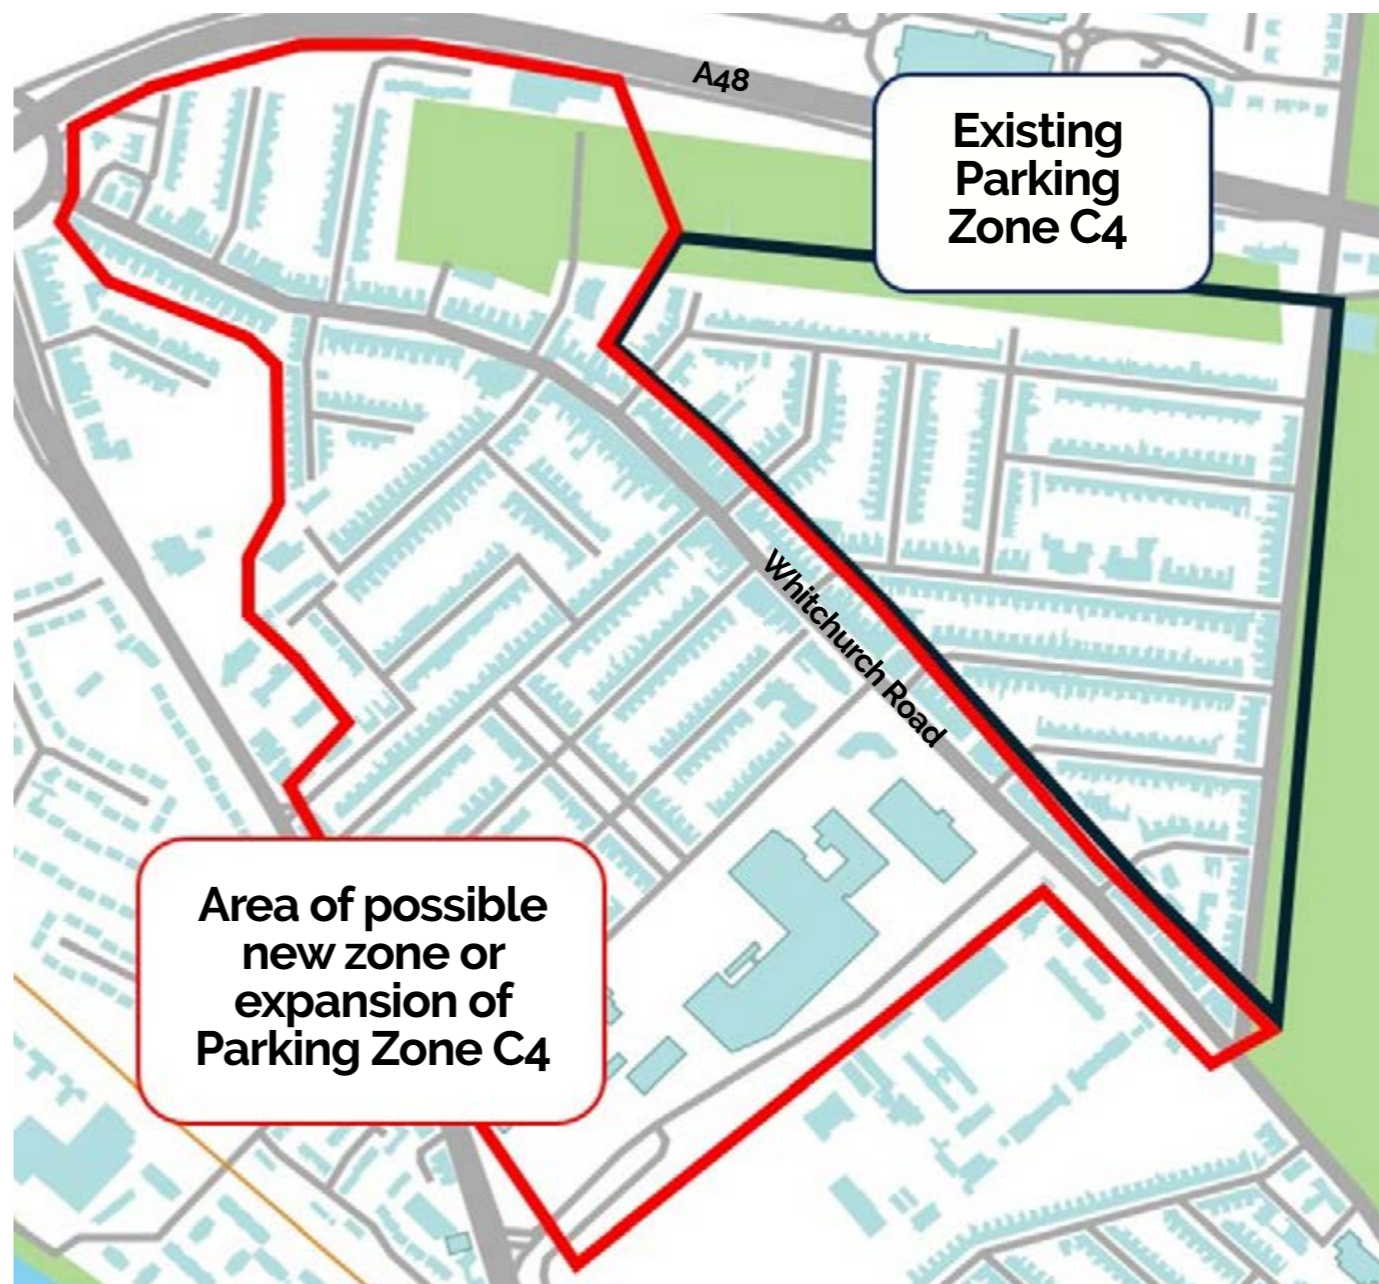 A48
Existing
Parking
Zone C4
Whitchurch Road
Area of possible
new zone or
expansion of
Parking Zone C4